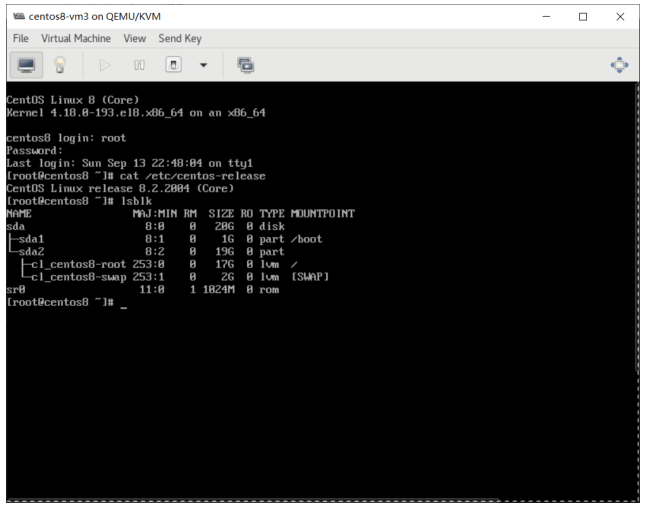 centos8-vm3 on QEMU/KVM
File Virtual Machine View Send Key
CentOS Linux 8 (Core)
Kernel 4.18.0-193.el8.x86_64 on an x86_64
centos8 login: root
Password:
Last login: Sun Sep 13 22:48:04 on tty1
[root@centos8 ~]# cat /etc/centos-release
CentOS Linux release 8.2.2004 (Core)
[root@centos8 ~]# lsblk
NAME MAJ:MIN RM SIZE RO TYPE MOUNTPOINT
sda 8:0 0 20G 0 disk
├─sda1 8:1 0 1G 0 part /boot
└─sda2 8:2 0 19G 0 part
  ├─cl_centos8-root 253:0 0 17G 0 lvm /
  └─cl_centos8-swap 253:1 0 2G 0 lvm [SWAP]
sr0 11:0 1 1024M 0 rom
[root@centos8 ~]# _